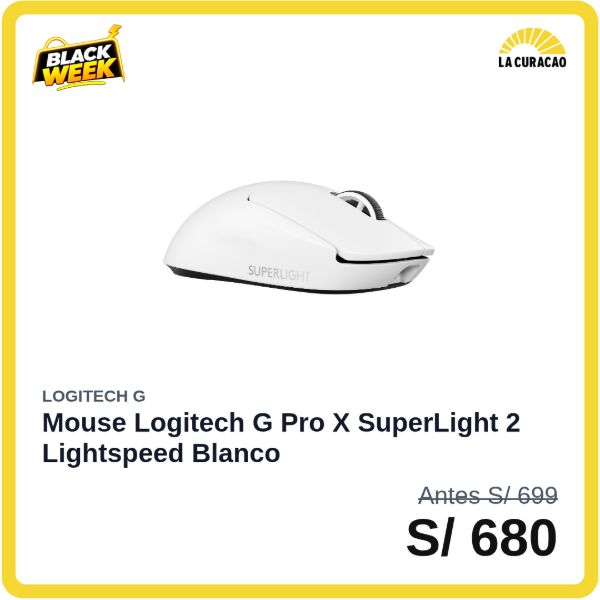 BLACK
WEEK
LA CURACAO
SUPERLIGHT
LOGITECH G
Mouse Logitech G Pro X SuperLight 2
Lightspeed Blanco
Antes S/ 699
S/ 680